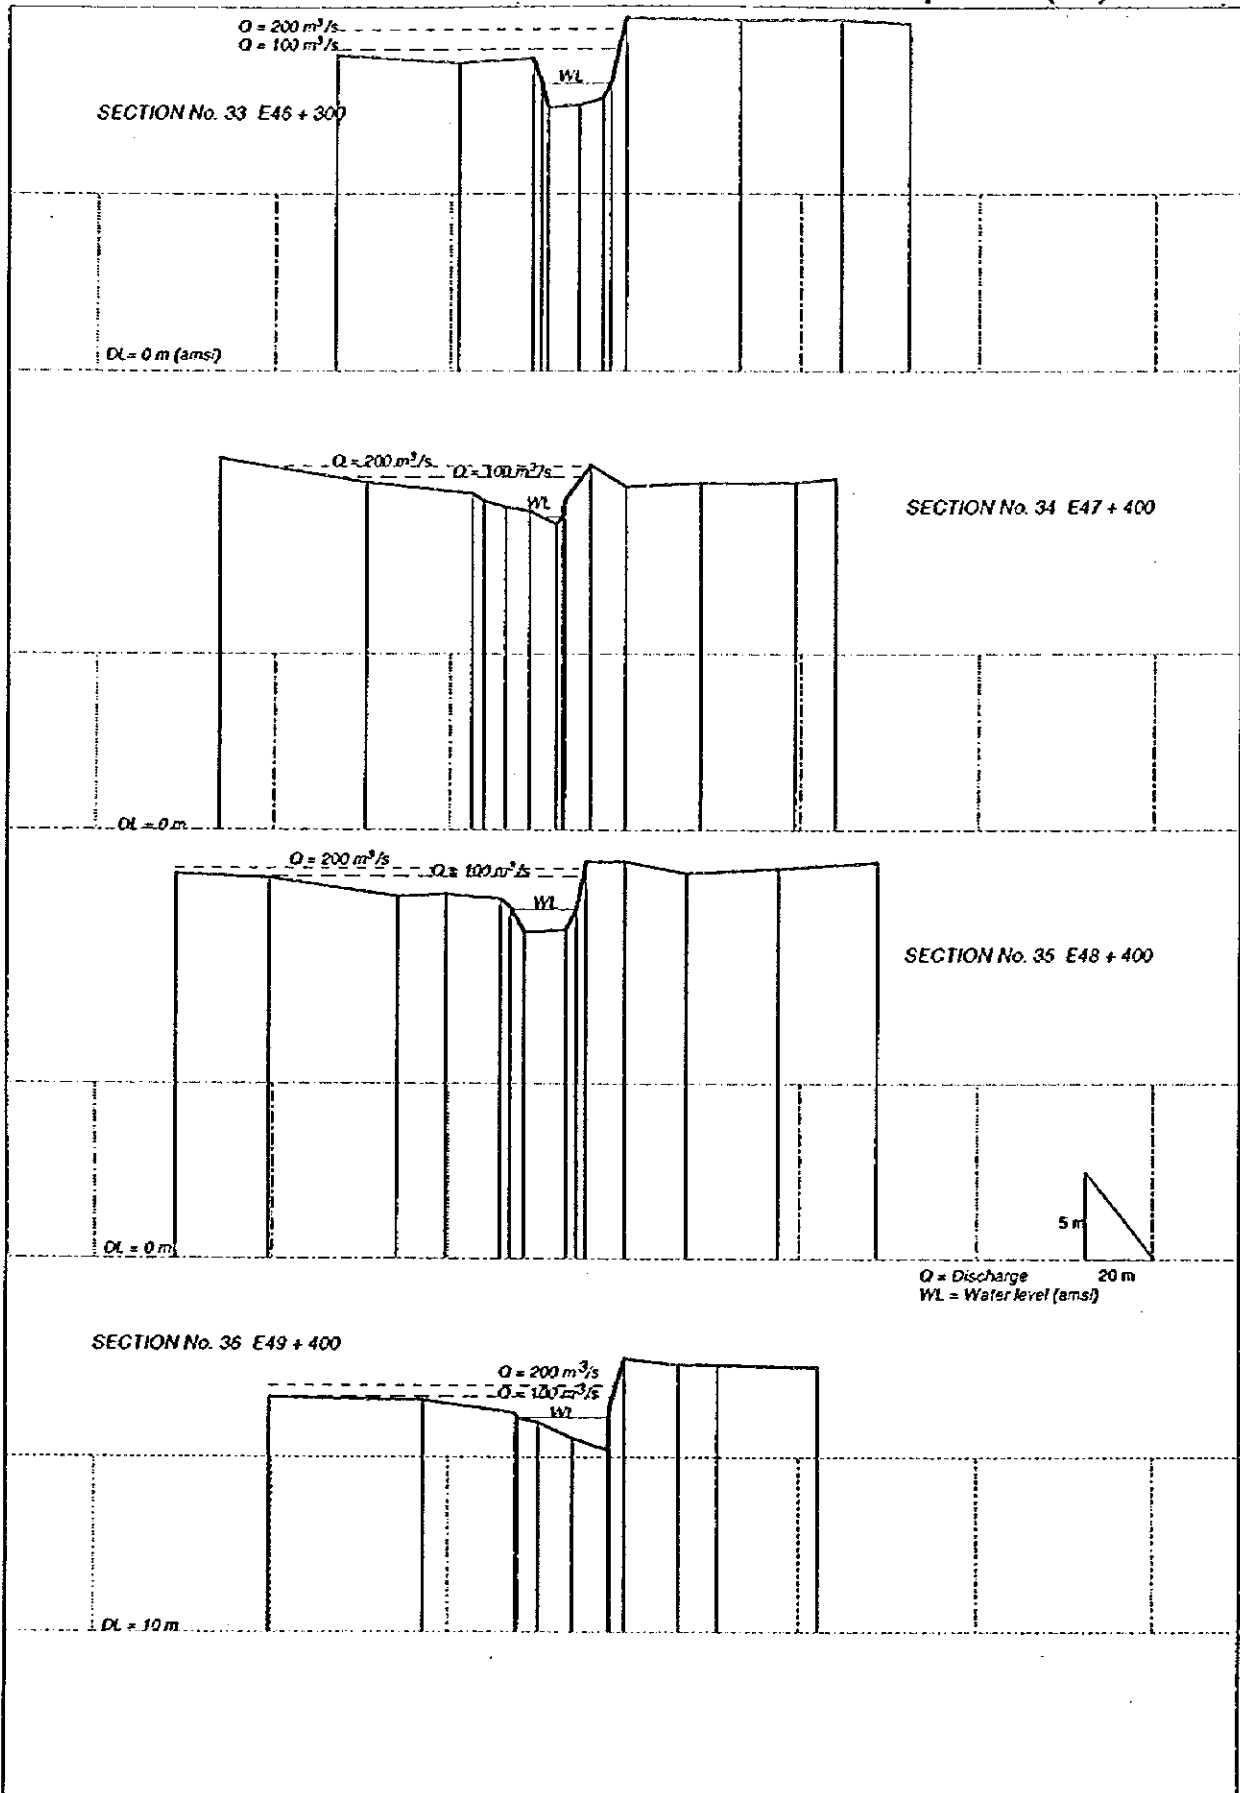 Q = 200 m³/s
Q = 100 m³/s
WL
SECTION No. 33 E46 + 300
DL = 0 m (amsl)
Q = 200 m³/s
Q = 100 m³/s
WL
SECTION No. 34 E47 + 400
DL = 0 m
Q = 200 m³/s
Q = 100 m³/s
WL
SECTION No. 35 E48 + 400
5 m
DL = 0 m
Q = Discharge
20 m
WL = Water level (amsl)
SECTION No. 36 E49 + 400
Q = 200 m³/s
Q = 100 m³/s
WL
DL = 10 m